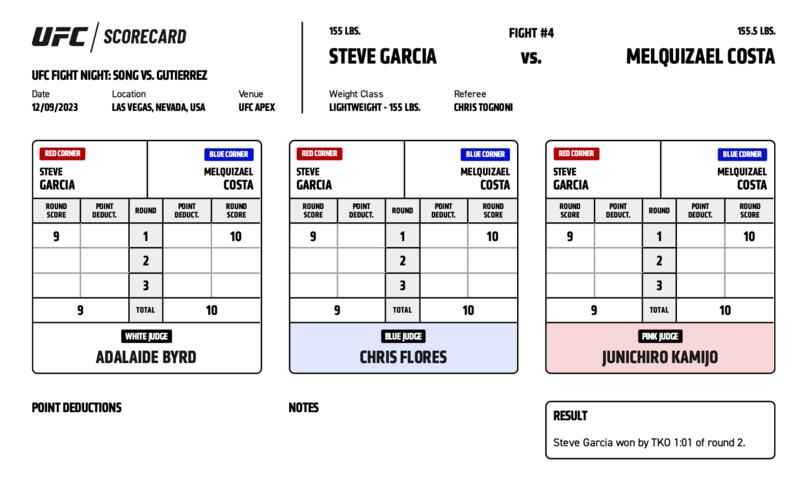 UFC / SCORECARD
UFC FIGHT NIGHT: SONG VS. GUTIERREZ
Date Location Venue
12/09/2023 LAS VEGAS, NEVADA, USA UFC APEX
155 LBS. FIGHT #4 155.5 LBS.
STEVE GARCIA vs. MELQUIZAEL COSTA
Weight Class Referee
LIGHTWEIGHT - 155 LBS. CHRIS TOGNONI
RED CORNER BLUE CORNER
STEVE MELQUIZAEL
GARCIA COSTA
ROUND POINT ROUND POINT ROUND
SCORE DEDUCT. DEDUCT. SCORE
9 1 10
2
3
9 TOTAL 10
WHITE JUDGE
ADALAIDE BYRD
RED CORNER BLUE CORNER
STEVE MELQUIZAEL
GARCIA COSTA
ROUND POINT ROUND POINT ROUND
SCORE DEDUCT. DEDUCT. SCORE
9 1 10
2
3
9 TOTAL 10
BLUE JUDGE
CHRIS FLORES
RED CORNER BLUE CORNER
STEVE MELQUIZAEL
GARCIA COSTA
ROUND POINT ROUND POINT ROUND
SCORE DEDUCT. DEDUCT. SCORE
9 1 10
2
3
9 TOTAL 10
PINK JUDGE
JUNICHIRO KAMIJO
POINT DEDUCTIONS
NOTES
RESULT
Steve Garcia won by TKO 1:01 of round 2.